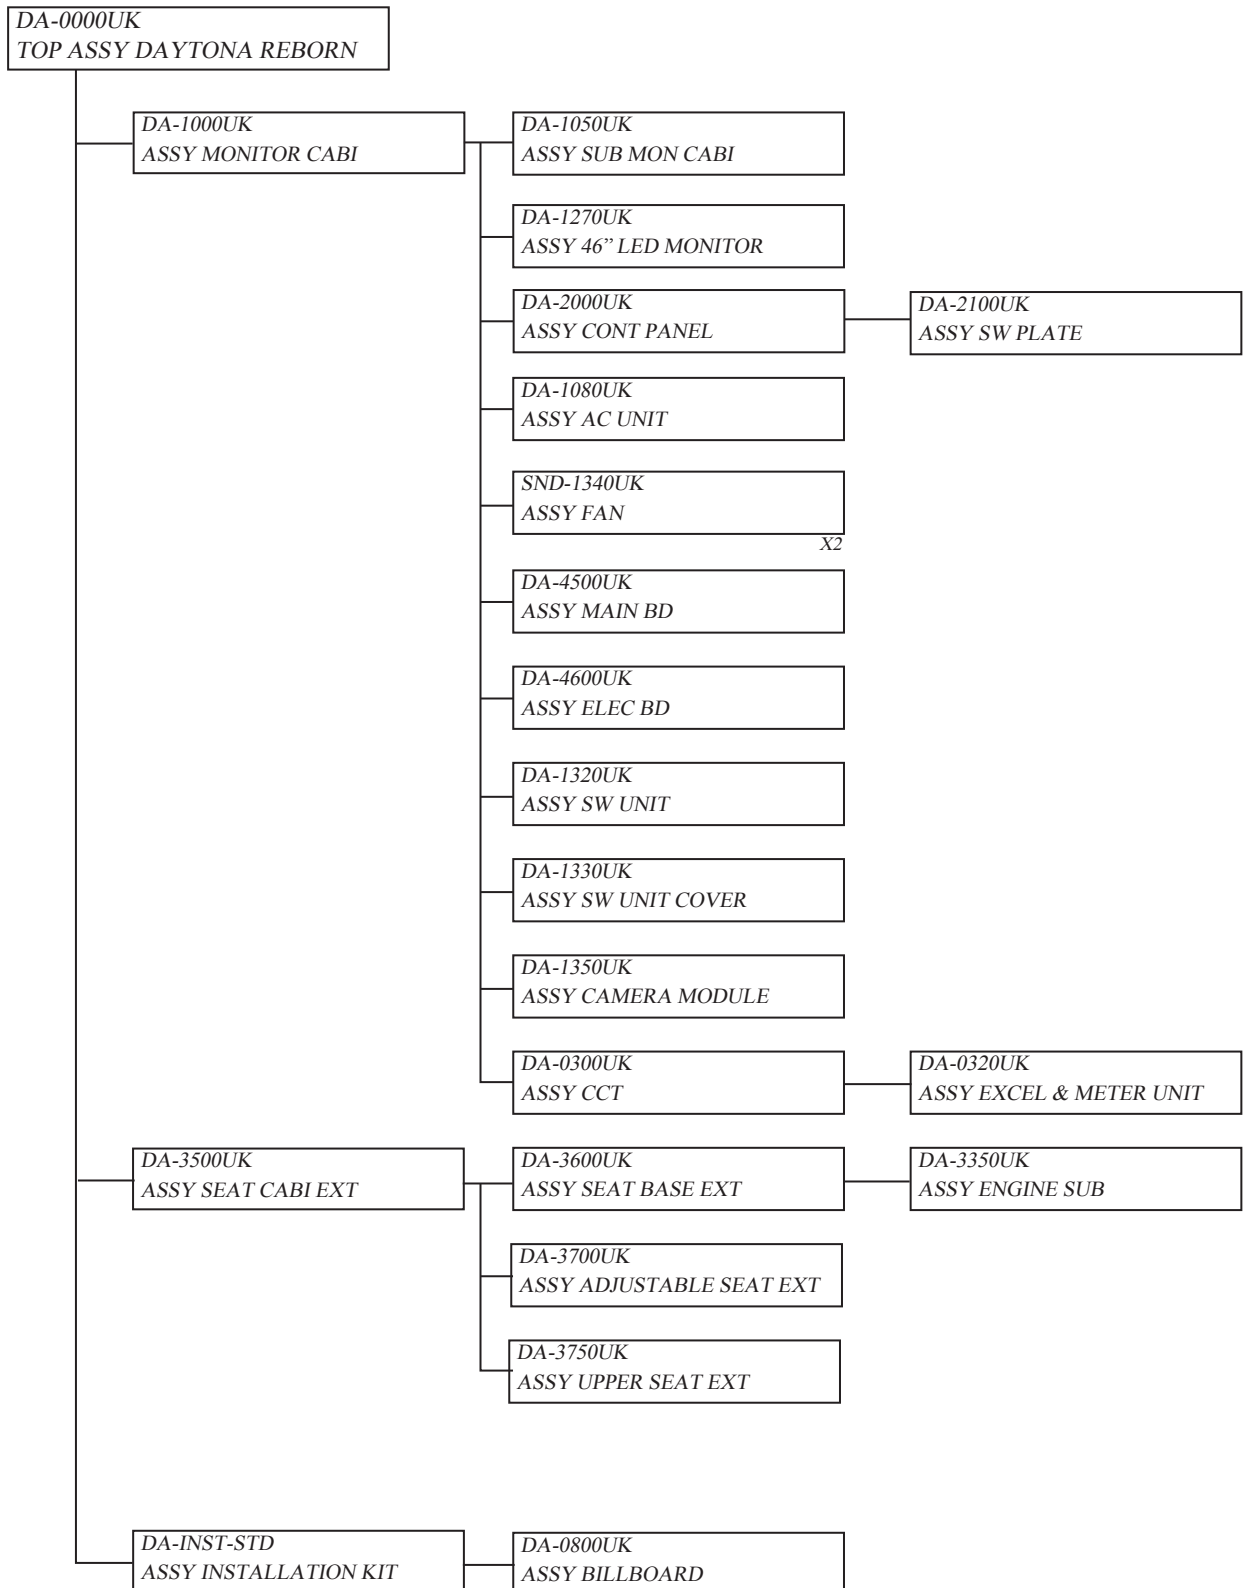 DA-0000UK
TOP ASSY DAYTONA REBORN
DA-1000UK
ASSY MONITOR CABI
DA-1050UK
ASSY SUB MON CABI
DA-1270UK
ASSY 46” LED MONITOR
DA-2000UK
ASSY CONT PANEL
DA-2100UK
ASSY SW PLATE
DA-1080UK
ASSY AC UNIT
SND-1340UK
ASSY FAN
X2
DA-4500UK
ASSY MAIN BD
DA-4600UK
ASSY ELEC BD
DA-1320UK
ASSY SW UNIT
DA-1330UK
ASSY SW UNIT COVER
DA-1350UK
ASSY CAMERA MODULE
DA-0300UK
ASSY CCT
DA-0320UK
ASSY EXCEL & METER UNIT
DA-3500UK
ASSY SEAT CABI EXT
DA-3600UK
ASSY SEAT BASE EXT
DA-3350UK
ASSY ENGINE SUB
DA-3700UK
ASSY ADJUSTABLE SEAT EXT
DA-3750UK
ASSY UPPER SEAT EXT
DA-INST-STD
ASSY INSTALLATION KIT
DA-0800UK
ASSY BILLBOARD